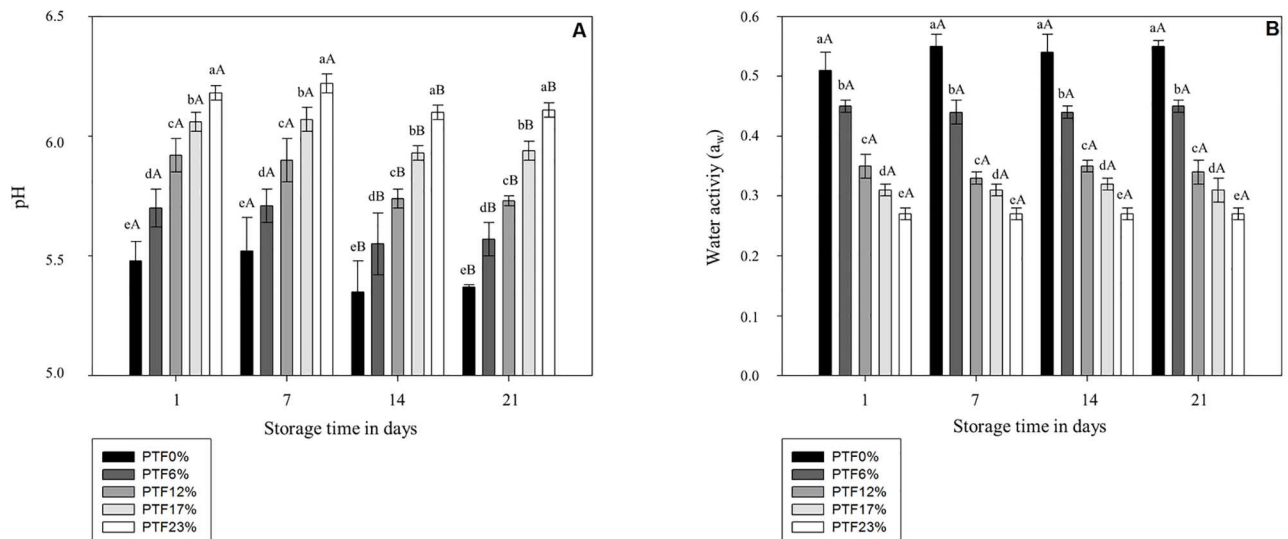 A
6.5
6.0
5.5
5.0
pH
eA dA cA bA aA
eA dA cA bA aA
eB dB cB bB aB
eB dB cB bB aB
1 7 14 21
Storage time in days
PTF0%
PTF6%
PTF12%
PTF17%
PTF23%
B
0.6
0.5
0.4
0.3
0.2
0.1
0.0
Water activiy (aw)
aA bA cA dA eA
aA bA cA dA eA
aA bA cA dA eA
aA bA cA dA eA
1 7 14 21
Storage time in days
PTF0%
PTF6%
PTF12%
PTF17%
PTF23%